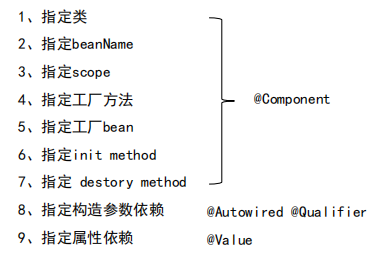 1、指定类
2、指定beanName
3、指定scope
4、指定工厂方法
5、指定工厂bean
6、指定init method
7、指定 destory method
@Component
8、指定构造参数依赖 @Autowired @Qualifier
9、指定属性依赖 @Value